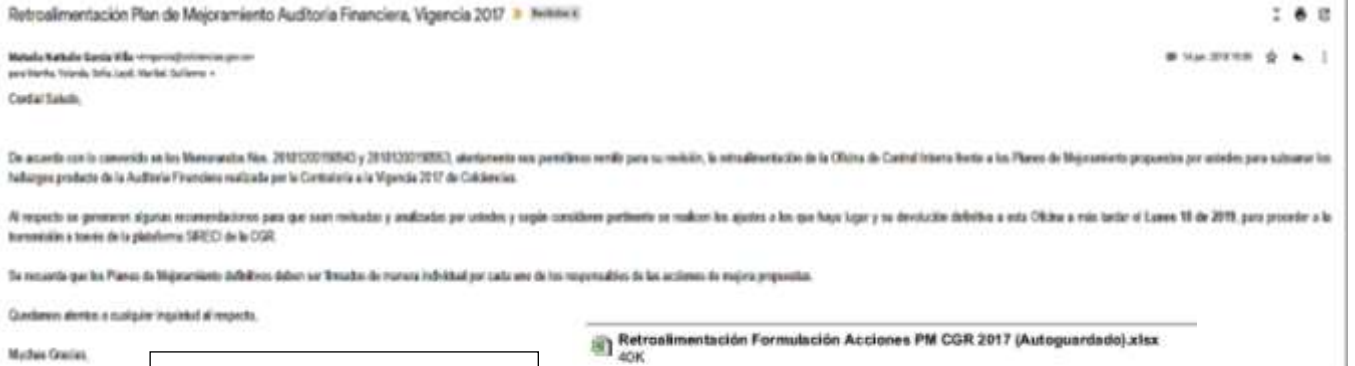 Retroalimentación Plan de Mejoramiento Auditoría Financiera, Vigencia 2017
Cordial Saludo,
De acuerdo con lo convenido en los Memorandos Nos. y atentamente nos permitimos remitir para su revisión, la retroalimentación de la Oficina de Control Interno frente a los Planes de Mejoramiento propuestos por ustedes para subsanar los
hallazgos producto de la Auditoría Financiera realizada por la Contraloría a la Vigencia 2017 de Colciencias.
Al respecto se generaron algunas recomendaciones para que sean revisadas y analizadas por ustedes y según consideren pertinente se realicen los ajustes a los que haya lugar y su devolución definitiva a esta Oficina a más tardar el Lunes 18 de para proceder a la
transmisión a través de la plataforma SIRECI de la CGR.
Se recuerda que los Planes de Mejoramiento definitivos deben ser firmados de manera individual por cada uno de los responsables de las acciones de mejora propuestas.
Quedamos atentos a cualquier inquietud al respecto.
Muchas Gracias,
Retroalimentación Formulación Acciones PM CGR 2017 (Autoguardado).xlsx
40K